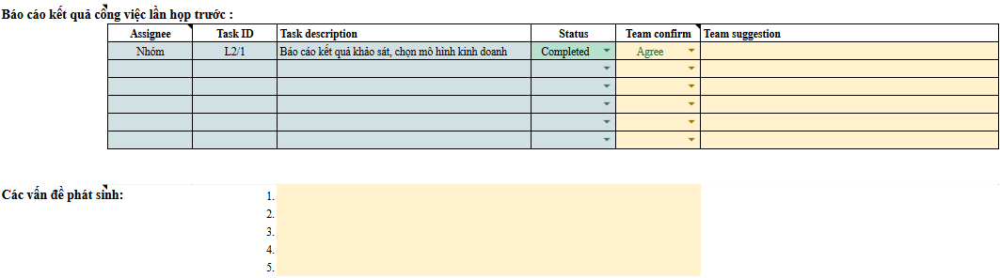 Báo cáo kết quả công việc lần họp trước :
Assignee Task ID Task description Status Team confirm Team suggestion
Nhóm L2/1 Báo cáo kết quả khảo sát, chọn mô hình kinh doanh Completed Agree
Các vấn đề phát sinh:
1.
2.
3.
4.
5.